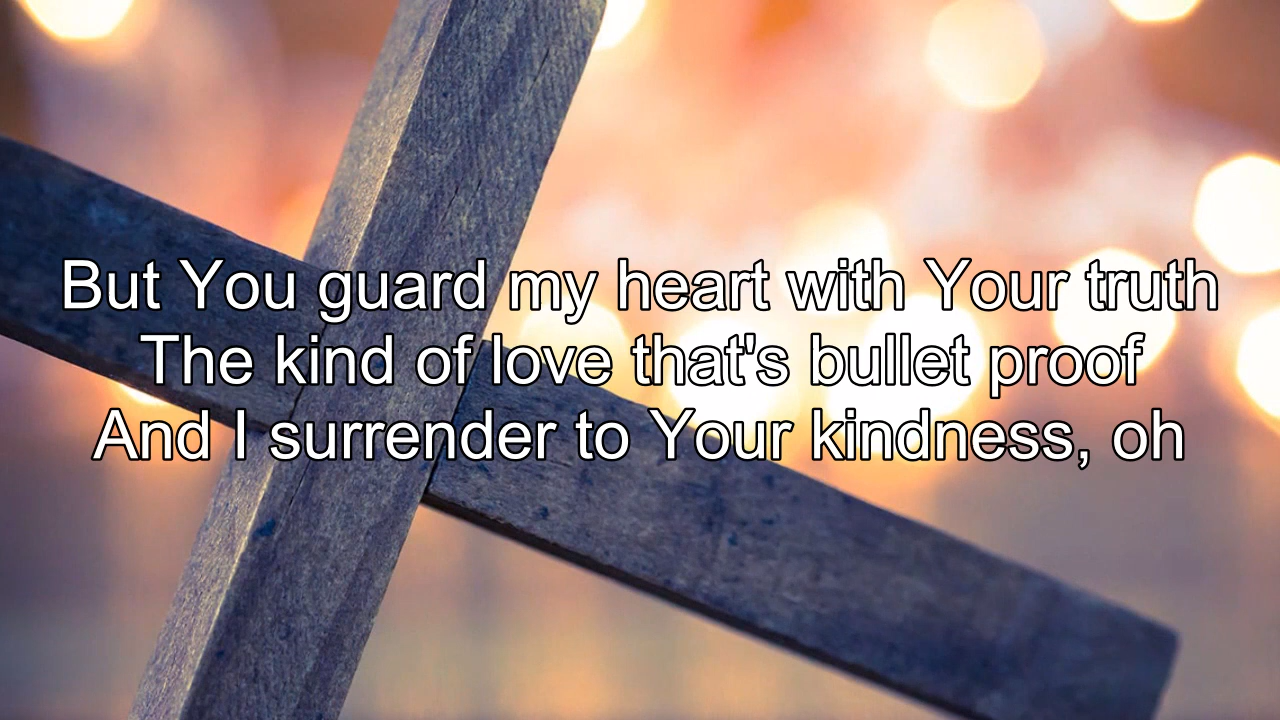 But You guard my heart with Your truth
The kind of love that's bullet proof
And I surrender to Your kindness, oh